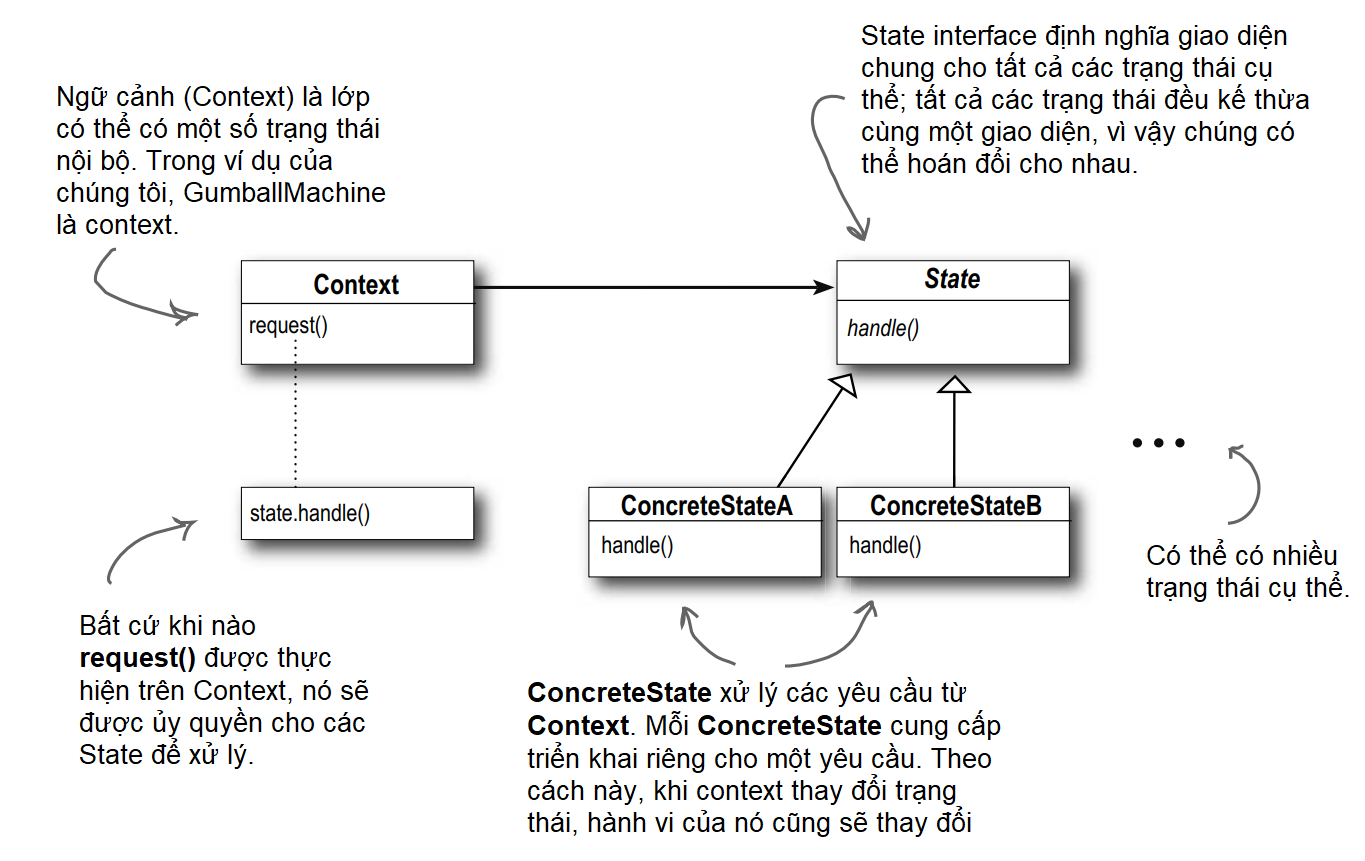 Ngữ cảnh (Context) là lớp
có thể có một số trạng thái
nội bộ. Trong ví dụ của
chúng tôi, GumballMachine
là context.
State interface định nghĩa giao diện
chung cho tất cả các trạng thái cụ
thể; tất cả các trạng thái đều kế thừa
cùng một giao diện, vì vậy chúng có
thể hoán đổi cho nhau.
Context
request()
State
handle()
state.handle()
ConcreteStateA
handle()
ConcreteStateB
handle()
Có thể có nhiều
trạng thái cụ thể.
Bất cứ khi nào
request() được thực
hiện trên Context, nó sẽ
được ủy quyền cho các
State để xử lý.
ConcreteState xử lý các yêu cầu từ
Context. Mỗi ConcreteState cung cấp
triển khai riêng cho một yêu cầu. Theo
cách này, khi context thay đổi trạng
thái, hành vi của nó cũng sẽ thay đổi